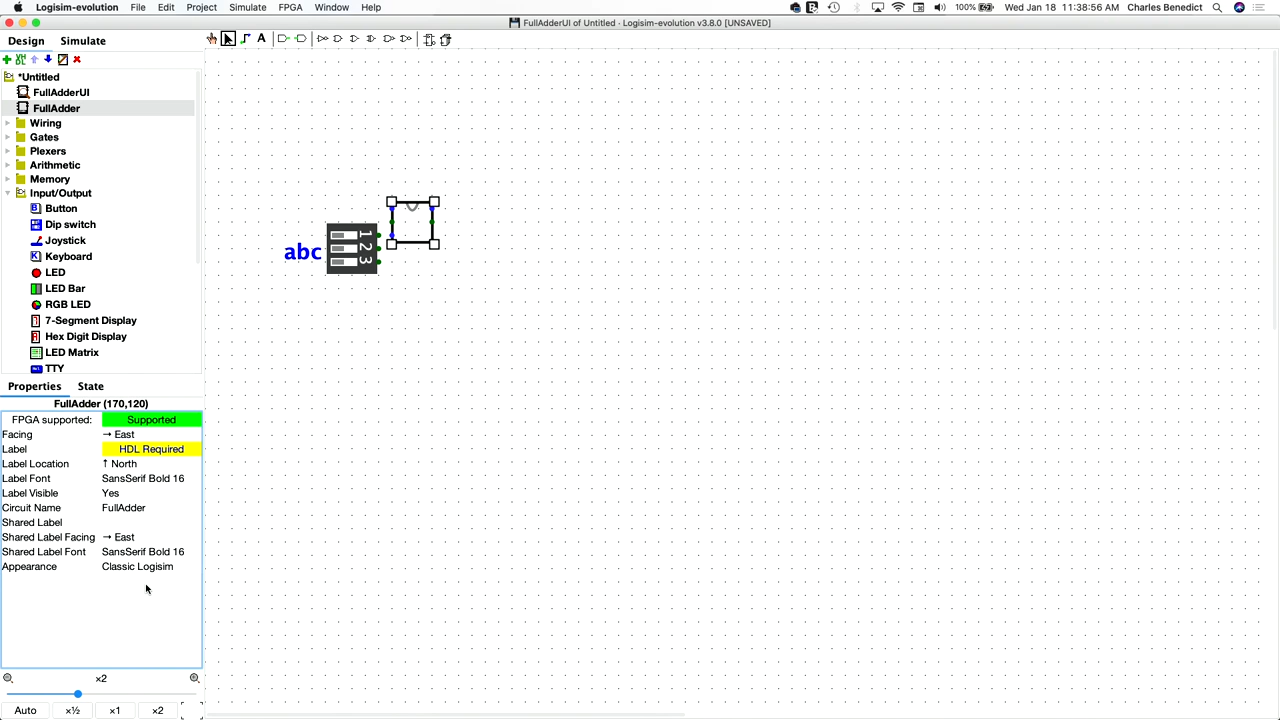 Logisim-evolution File Edit Project Simulate FPGA Window Help 100% Wed Jan 18 11:38:56 AM Charles Benedict
FullAdderUI of Untitled · Logisim-evolution v3.8.0 [UNSAVED]
Design Simulate
A
*Untitled
FullAdderUI
FullAdder
Wiring
Gates
Plexers
Arithmetic
Memory
Input/Output
Button
Dip switch
Joystick
Keyboard
LED
LED Bar
RGB LED
7-Segment Display
Hex Digit Display
LED Matrix
TTY
abc
1
2
3
Properties State
FullAdder (170,120)
FPGA supported: Supported
Facing → East
Label HDL Required
Label Location ↑ North
Label Font SansSerif Bold 16
Label Visible Yes
Circuit Name FullAdder
Shared Label
Shared Label Facing → East
Shared Label Font SansSerif Bold 16
Appearance Classic Logisim
×2
Auto ×½ ×1 ×2